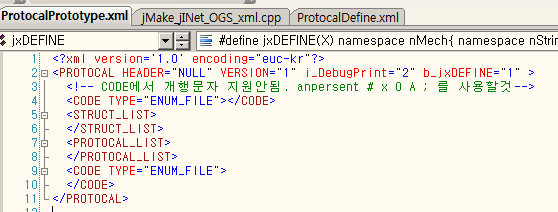 ProtocalPrototype.xml jMake_jINet_OGS_xml.cpp ProtocalDefine.xml
jxDEFINE #define jxDEFINE(X) namespace nMech{ namespace nStrin
1 <?xml version='1.0' encoding="euc-kr"?>
2 <PROTOCAL HEADER="NULL" VERSION="1" i_DebugPrint="2" b_jxDEFINE="1" >
3 <!-- CODE에서 개행문자 지원안됨. anpersent # x 0 A ; 를 사용할것-->
4 <CODE TYPE="ENUM_FILE"></CODE>
5 <STRUCT_LIST>
6 </STRUCT_LIST>
7 <PROTOCAL_LIST>
8 </PROTOCAL_LIST>
9 <CODE TYPE="ENUM_FILE">
10 </CODE>
11 </PROTOCAL>
12